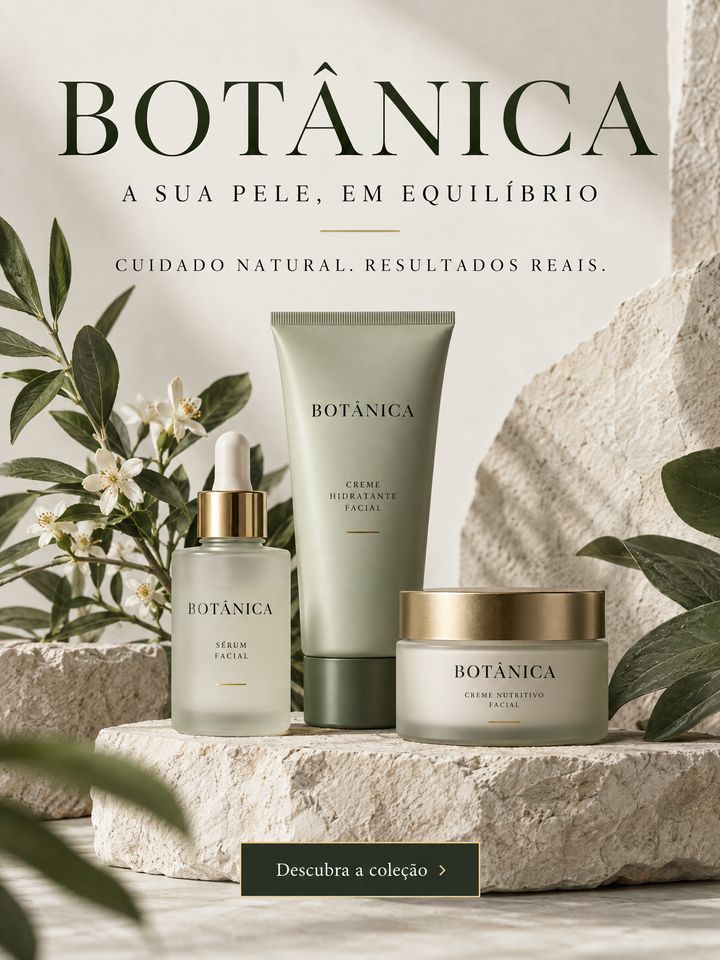 BOTÂNICA
A SUA PELE, EM EQUILÍBRIO
CUIDADO NATURAL. RESULTADOS REAIS.
BOTÂNICA
CREME
HIDRATANTE
FACIAL
BOTÂNICA
SÉRUM
FACIAL
BOTÂNICA
CREME NUTRITIVO
FACIAL
Descubra a coleção ›